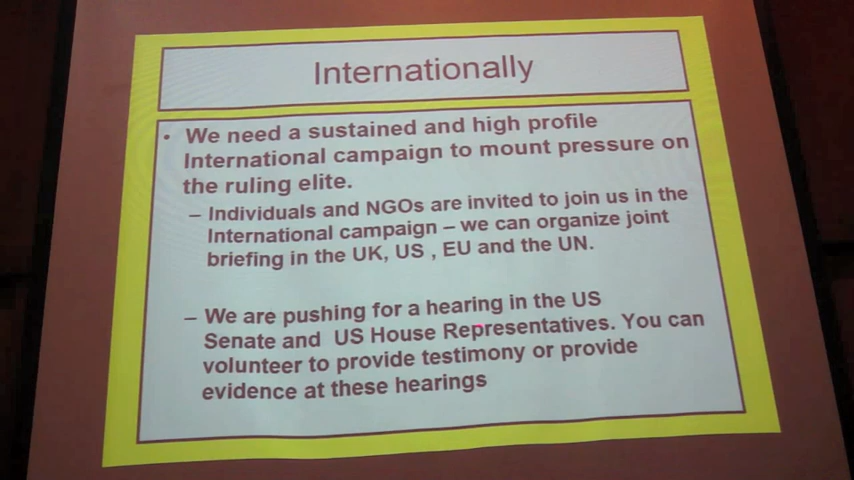 Internationally
• We need a sustained and high profile
International campaign to mount pressure on
the ruling elite.
– Individuals and NGOs are invited to join us in the
International campaign – we can organize joint
briefing in the UK, US , EU and the UN.
– We are pushing for a hearing in the US
Senate and US House Representatives. You can
volunteer to provide testimony or provide
evidence at these hearings